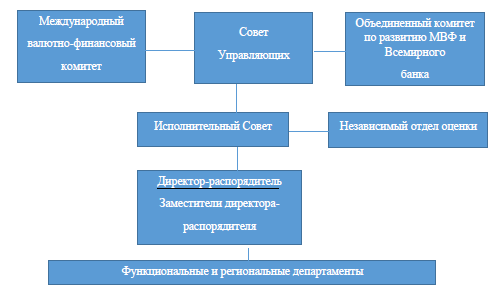 Международный
валютно-финансовый
комитет
Совет
Управляющих
Объединенный комитет
по развитию МВФ и
Всемирного
банка
Исполнительный Совет
Независимый отдел оценки
Директор-распорядитель
Заместители директора-
распорядителя
Функциональные и региональные департаменты